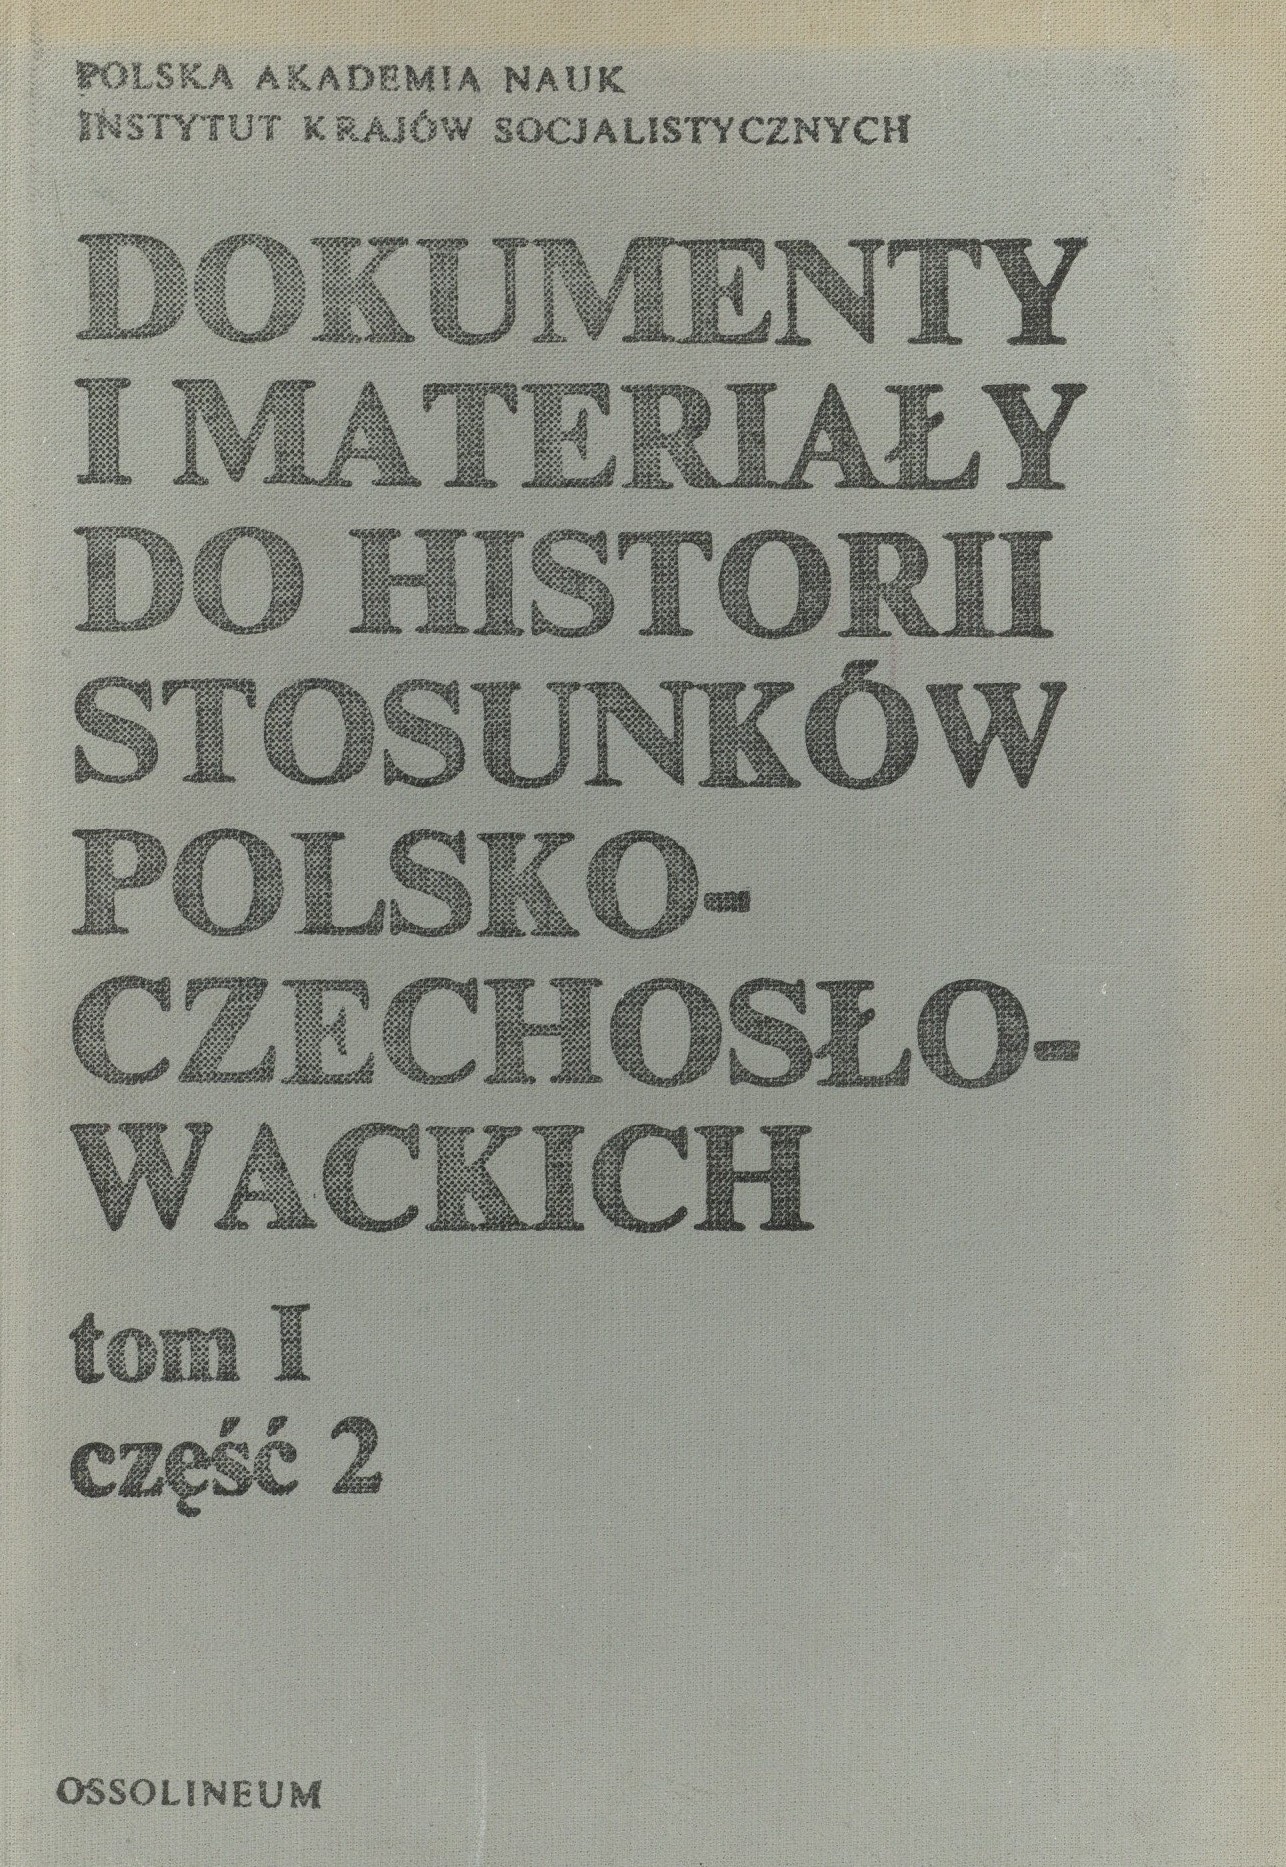 POLSKA AKADEMIA NAUK
INSTYTUT KRAJÓW SOCJALISTYCZNYCH
DOKUMENTY
I MATERIAŁY
DO HISTORII
STOSUNKÓW
POLSKO-
CZECHOSŁO-
WACKICH
tom I
część 2
OSSOLINEUM